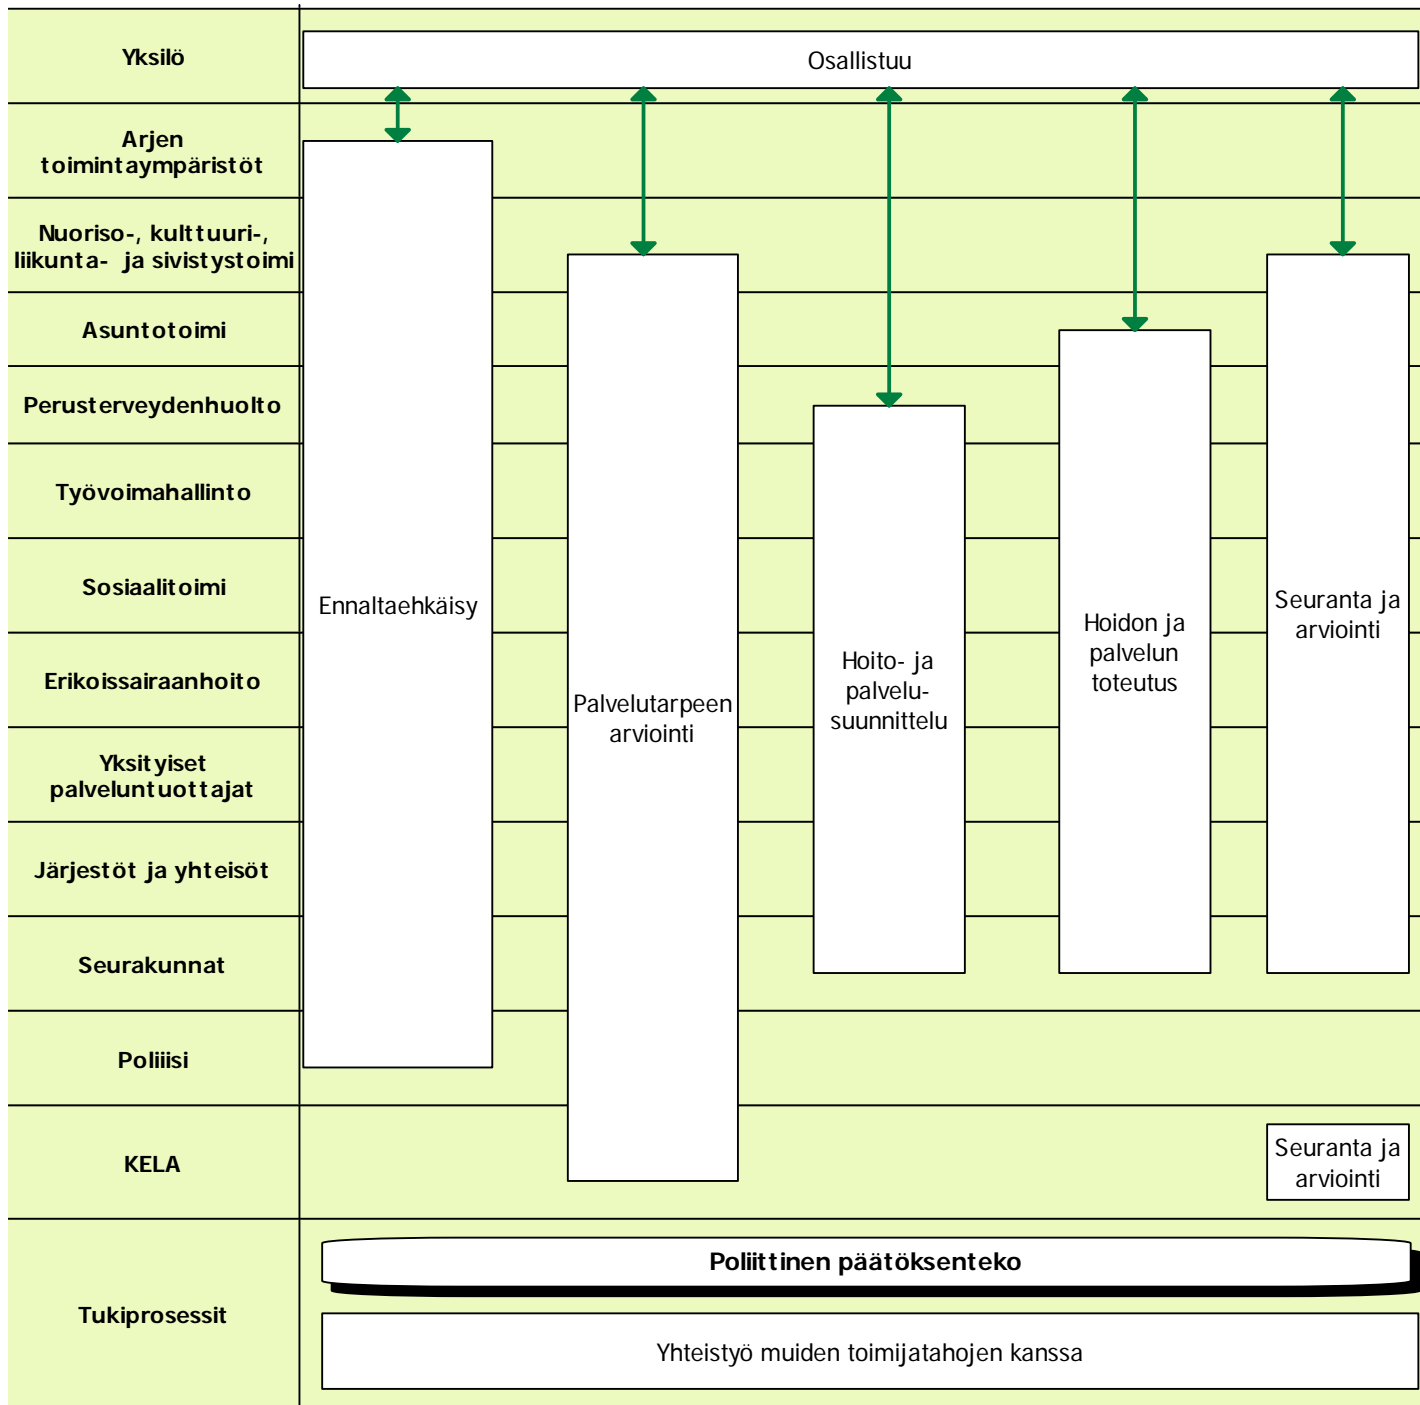 Yksilö
Osallistuu
Arjen
toimintaympäristöt
Nuoriso-, kulttuuri-,
liikunta- ja sivistystoimi
Asuntotoimi
Perusterveydenhuolto
Työvoimahallinto
Sosiaalitoimi
Erikoissairaanhoito
Yksityiset
palveluntuottajat
Järjestöt ja yhteisöt
Seurakunnat
Poliiisi
KELA
Ennaltaehkäisy
Palvelutarpeen
arviointi
Hoito- ja
palvelu-
suunnittelu
Hoidon ja
palvelun
toteutus
Seuranta ja
arviointi
Seuranta ja
arviointi
Tukiprosessit
Poliittinen päätöksenteko
Yhteistyö muiden toimijatahojen kanssa